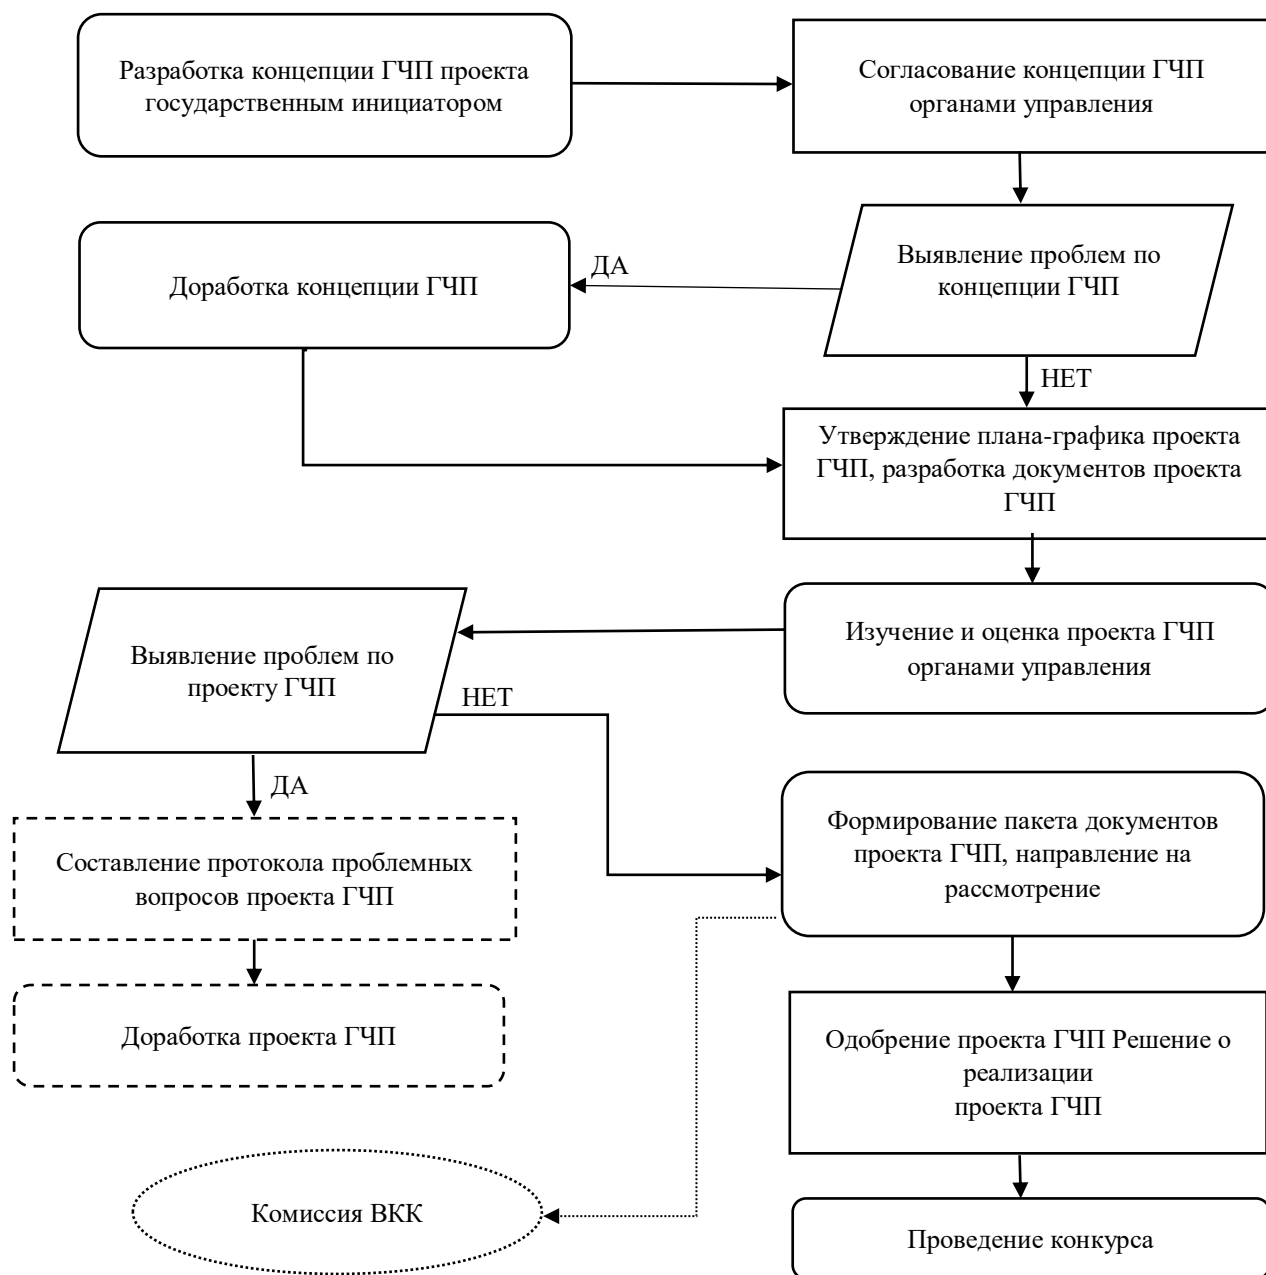 Разработка концепции ГЧП проекта
государственным инициатором
Согласование концепции ГЧП
органами управления
Выявление проблем по
концепции ГЧП
ДА
Доработка концепции ГЧП
НЕТ
Утверждение плана-графика проекта
ГЧП, разработка документов проекта
ГЧП
Изучение и оценка проекта ГЧП
органами управления
Выявление проблем по
проекту ГЧП
НЕТ
ДА
Составление протокола проблемных
вопросов проекта ГЧП
Формирование пакета документов
проекта ГЧП, направление на
рассмотрение
Доработка проекта ГЧП
Одобрение проекта ГЧП Решение о
реализации
проекта ГЧП
Комиссия ВКК
Проведение конкурса